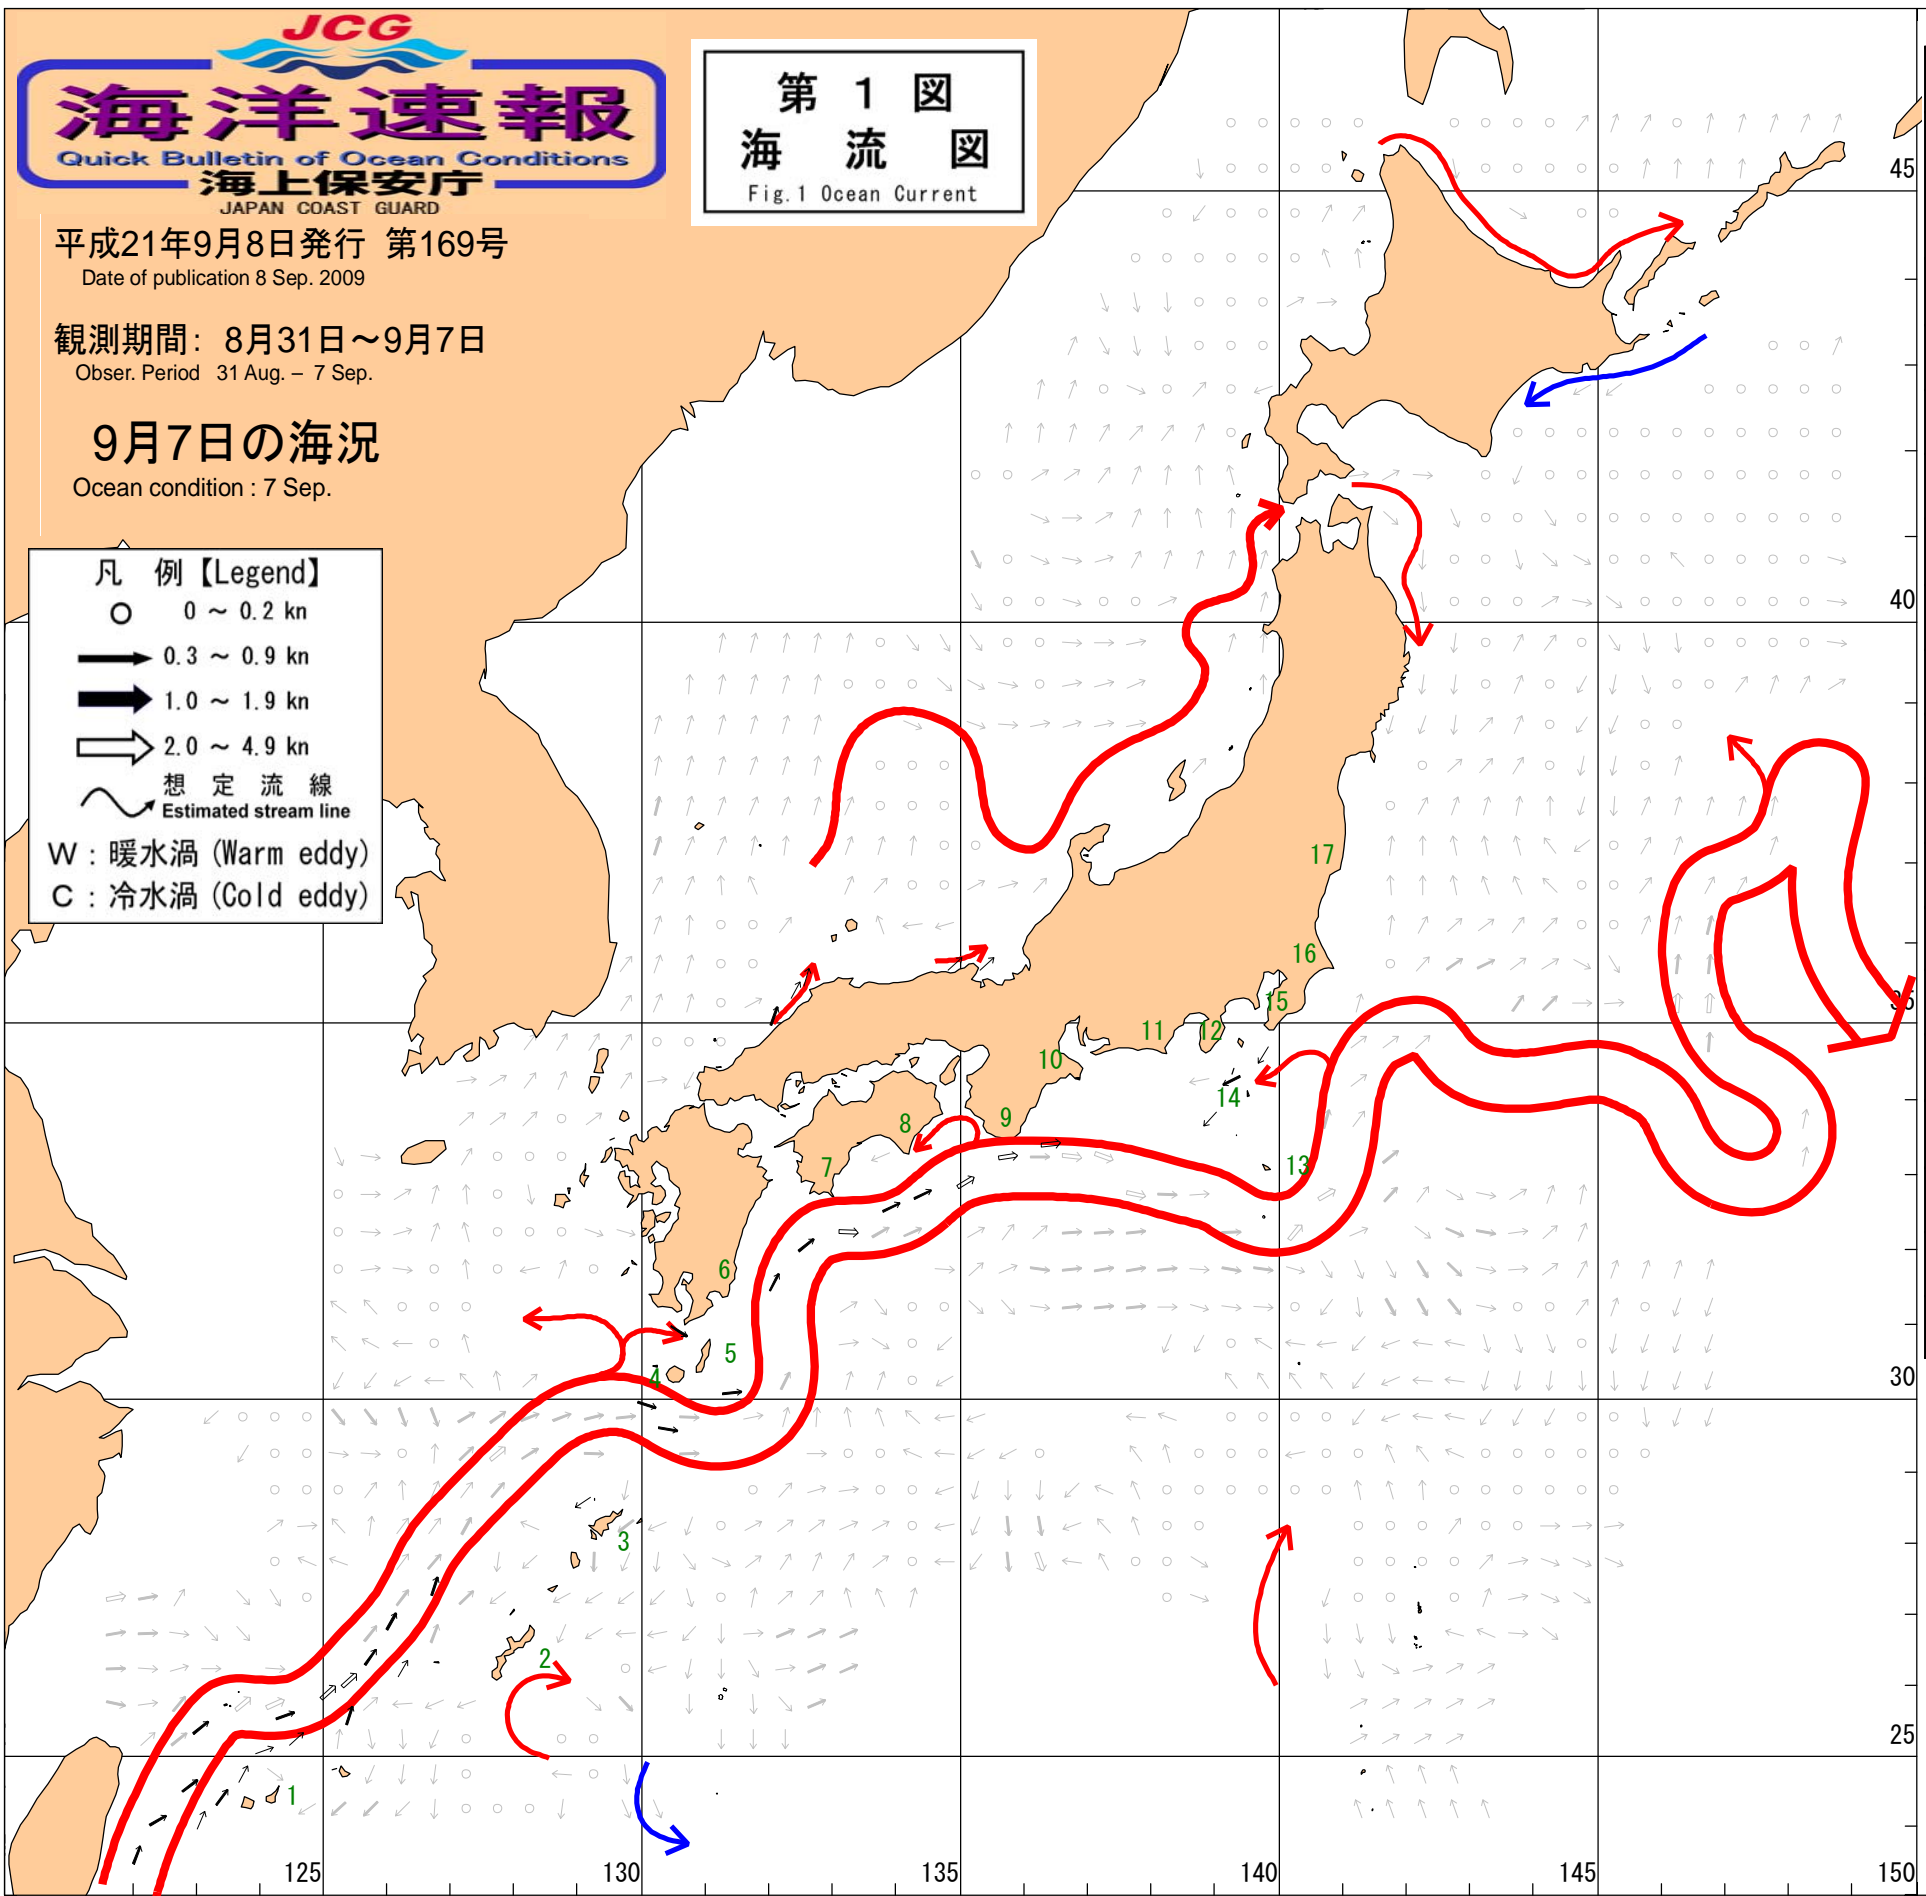 JCG
海洋速報
Quick Bulletin of Ocean Conditions
海上保安庁
JAPAN COAST GUARD
平成21年9月8日発行 第169号
Date of publication 8 Sep. 2009
観測期間: 8月31日～9月7日
Obser. Period 31 Aug. – 7 Sep.
9月7日の海況
Ocean condition : 7 Sep.
第 1 図
海 流 図
Fig.1 Ocean Current
凡 例【Legend】
0 ～ 0.2 kn
0.3 ～ 0.9 kn
1.0 ～ 1.9 kn
2.0 ～ 4.9 kn
想 定 流 線
Estimated stream line
W : 暖水渦 (Warm eddy)
C : 冷水渦 (Cold eddy)
45
40
35
30
25
125
130
135
140
145
150
1
2
3
4
5
6
7
8
9
10
11
12
13
14
15
16
17